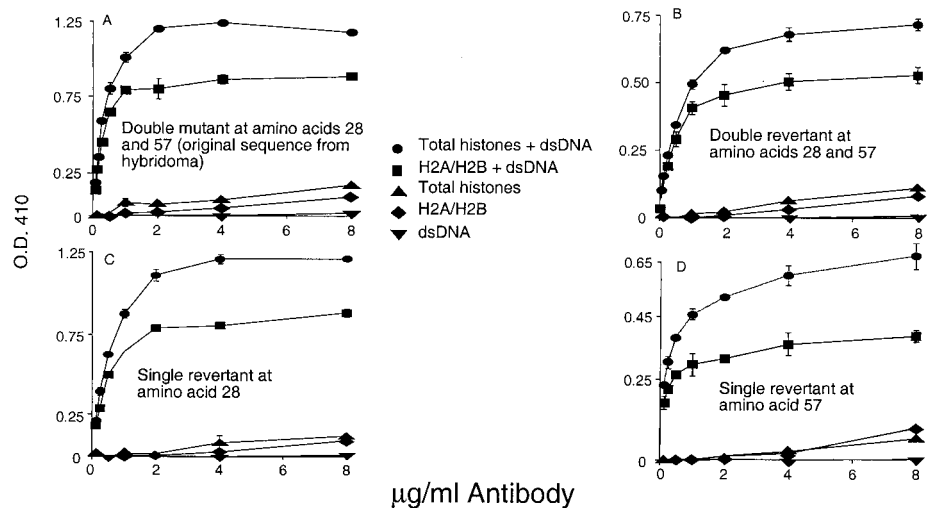 A
1.25
0.75
0.25
0
0
2
4
6
8
Double mutant at amino acids 28
and 57 (original sequence from
hybridoma)
Total histones + dsDNA
H2A/H2B + dsDNA
Total histones
H2A/H2B
dsDNA
B
0.75
0.50
0.25
0
0
2
4
6
8
Double revertant at
amino acids 28 and 57
O.D. 410
C
1.25
0.75
0.25
0
0
2
4
6
8
Single revertant at
amino acid 28
D
0.65
0.45
0.25
0
0
2
4
6
8
Single revertant at
amino acid 57
µg/ml Antibody